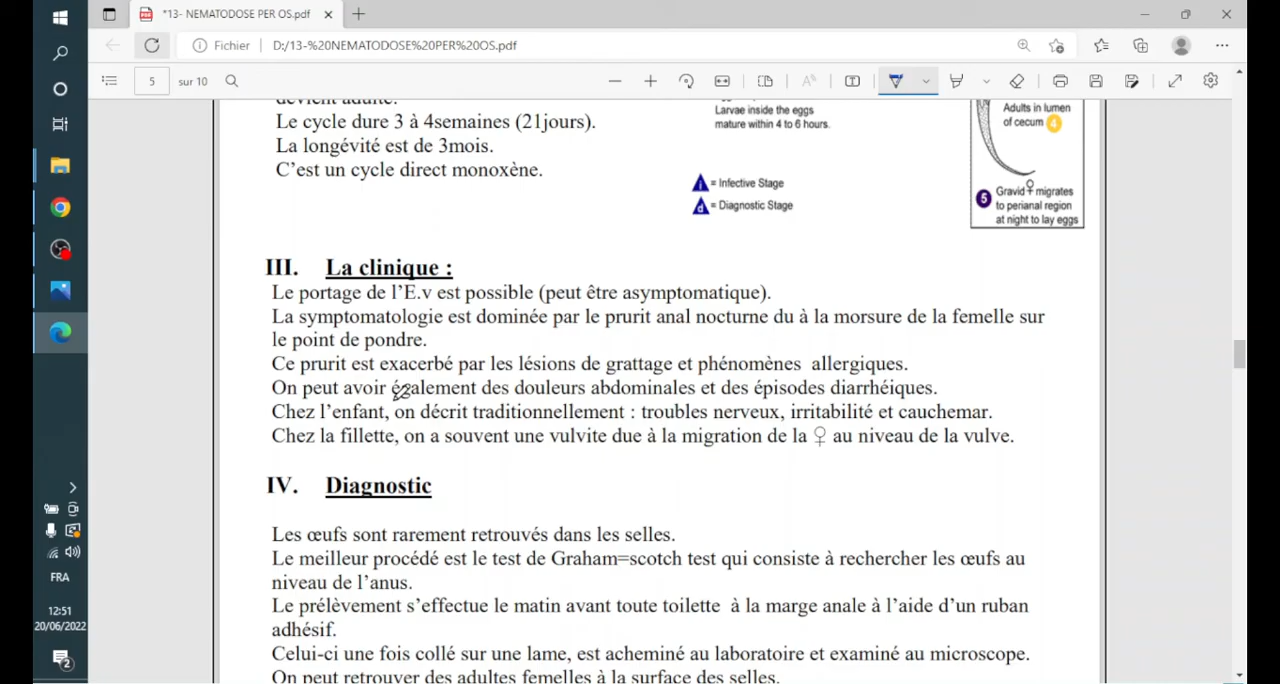 *13- NEMATODOSE PER OS.pdf
Fichier
D:/13-%20NEMATODOSE%20PER%20OS.pdf
5
sur 10
devient adulte.
Le cycle dure 3 à 4semaines (21jours).
La longévité est de 3mois.
C’est un cycle direct monoxène.
Larvae inside the eggs
mature within 4 to 6 hours.
i = Infective Stage
d = Diagnostic Stage
Adults in lumen
of cecum 4
5 Gravid ♀ migrates
to perianal region
at night to lay eggs
III. La clinique :
Le portage de l’E.v est possible (peut être asymptomatique).
La symptomatologie est dominée par le prurit anal nocturne du à la morsure de la femelle sur
le point de pondre.
Ce prurit est exacerbé par les lésions de grattage et phénomènes allergiques.
On peut avoir également des douleurs abdominales et des épisodes diarrhéiques.
Chez l’enfant, on décrit traditionnellement : troubles nerveux, irritabilité et cauchemar.
Chez la fillette, on a souvent une vulvite due à la migration de la ♀ au niveau de la vulve.
IV. Diagnostic
Les œufs sont rarement retrouvés dans les selles.
Le meilleur procédé est le test de Graham=scotch test qui consiste à rechercher les œufs au
niveau de l’anus.
Le prélèvement s’effectue le matin avant toute toilette à la marge anale à l’aide d’un ruban
adhésif.
Celui-ci une fois collé sur une lame, est acheminé au laboratoire et examiné au microscope.
On peut retrouver des adultes femelles à la surface des selles.
FRA
12:51
20/06/2022
2